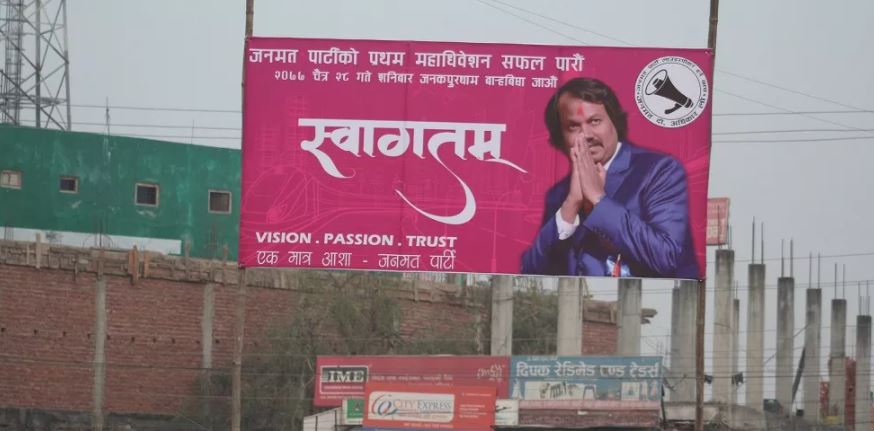 जनमत पार्टीको प्रथम महाधिवेशन सफल पारौं
२०७७ चैत्र २८ गते शनिबार जनकपुरधाम बाह्रबिघा जाऔं
स्वागतम्
VISION . PASSION . TRUST
एक मात्र आशा - जनमत पार्टी
IME
CITY EXPRESS
दिपक रेडिमेड एण्ड ट्रेडर्स